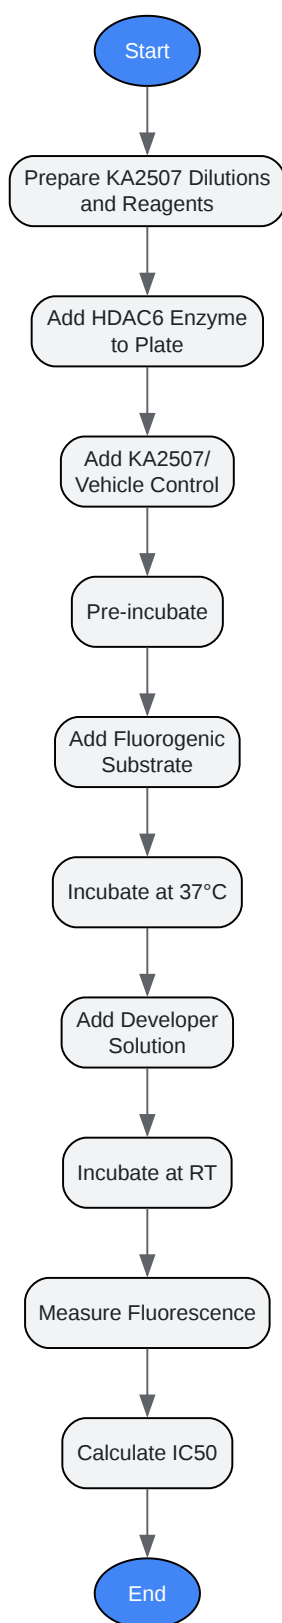 Start
Prepare KA2507 Dilutions
and Reagents
Add HDAC6 Enzyme
to Plate
Add KA2507/
Vehicle Control
Pre-incubate
Add Fluorogenic
Substrate
Incubate at 37°C
Add Developer
Solution
Incubate at RT
Measure Fluorescence
Calculate IC50
End